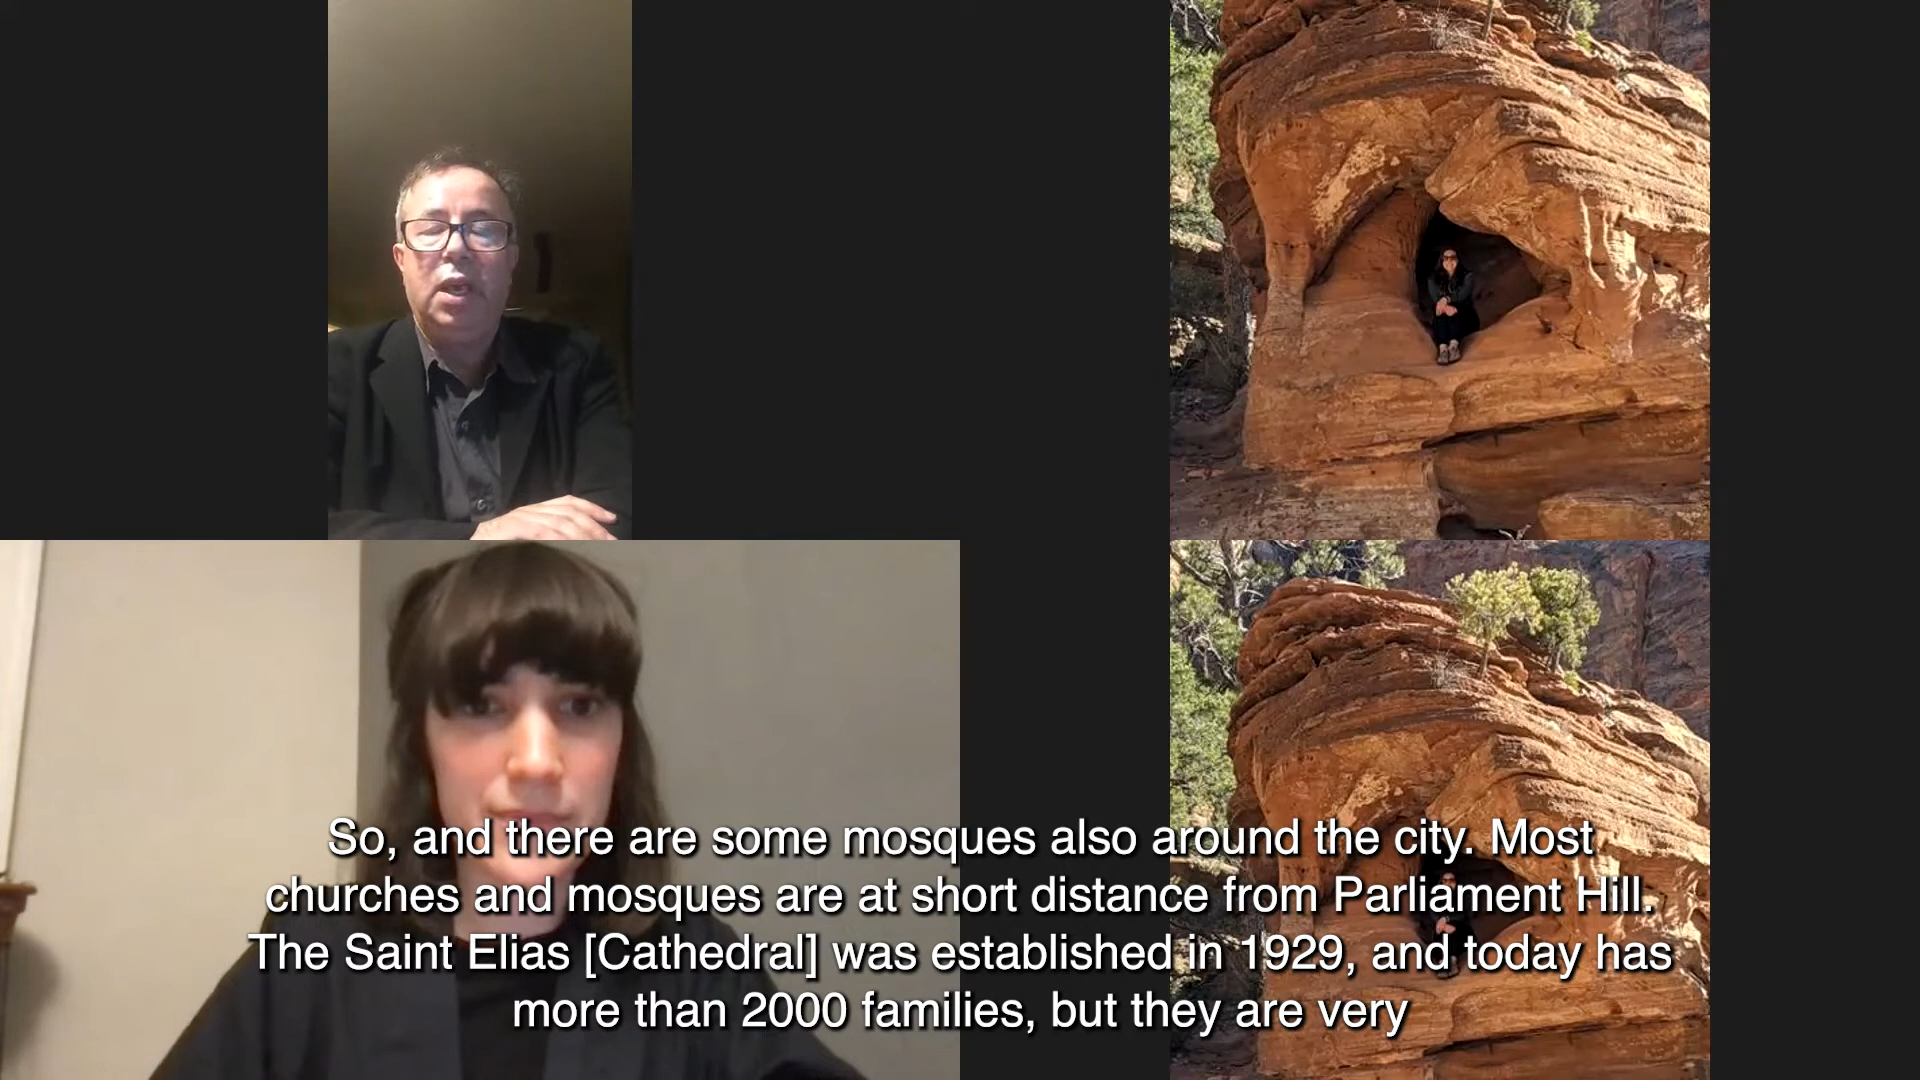 So, and there are some mosques also around the city. Most
churches and mosques are at short distance from Parliament Hill.
The Saint Elias [Cathedral] was established in 1929, and today has
more than 2000 families, but they are very